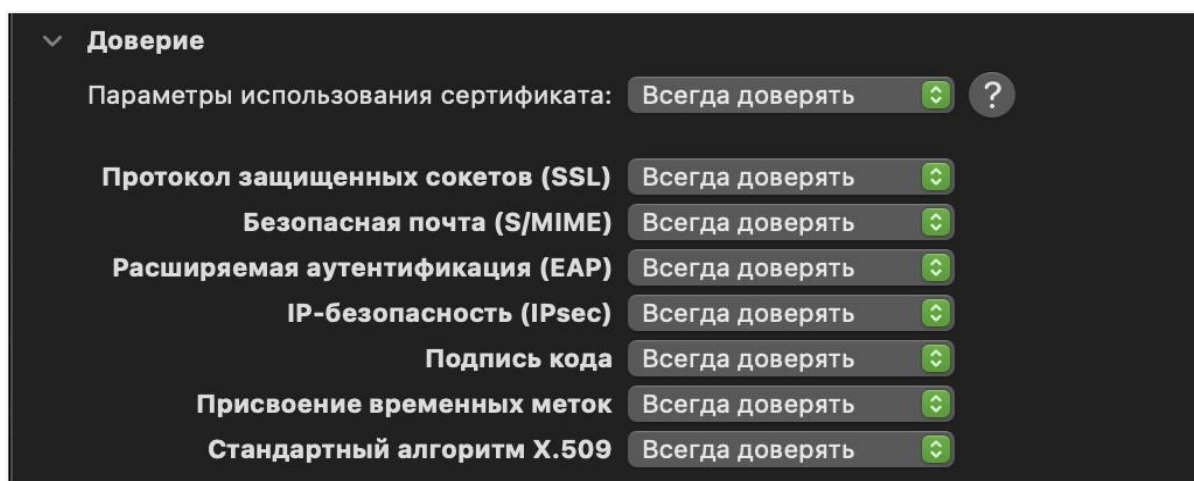 Доверие
Параметры использования сертификата: Всегда доверять ?
Протокол защищенных сокетов (SSL) Всегда доверять
Безопасная почта (S/MIME) Всегда доверять
Расширяемая аутентификация (EAP) Всегда доверять
IP-безопасность (IPsec) Всегда доверять
Подпись кода Всегда доверять
Присвоение временных меток Всегда доверять
Стандартный алгоритм X.509 Всегда доверять